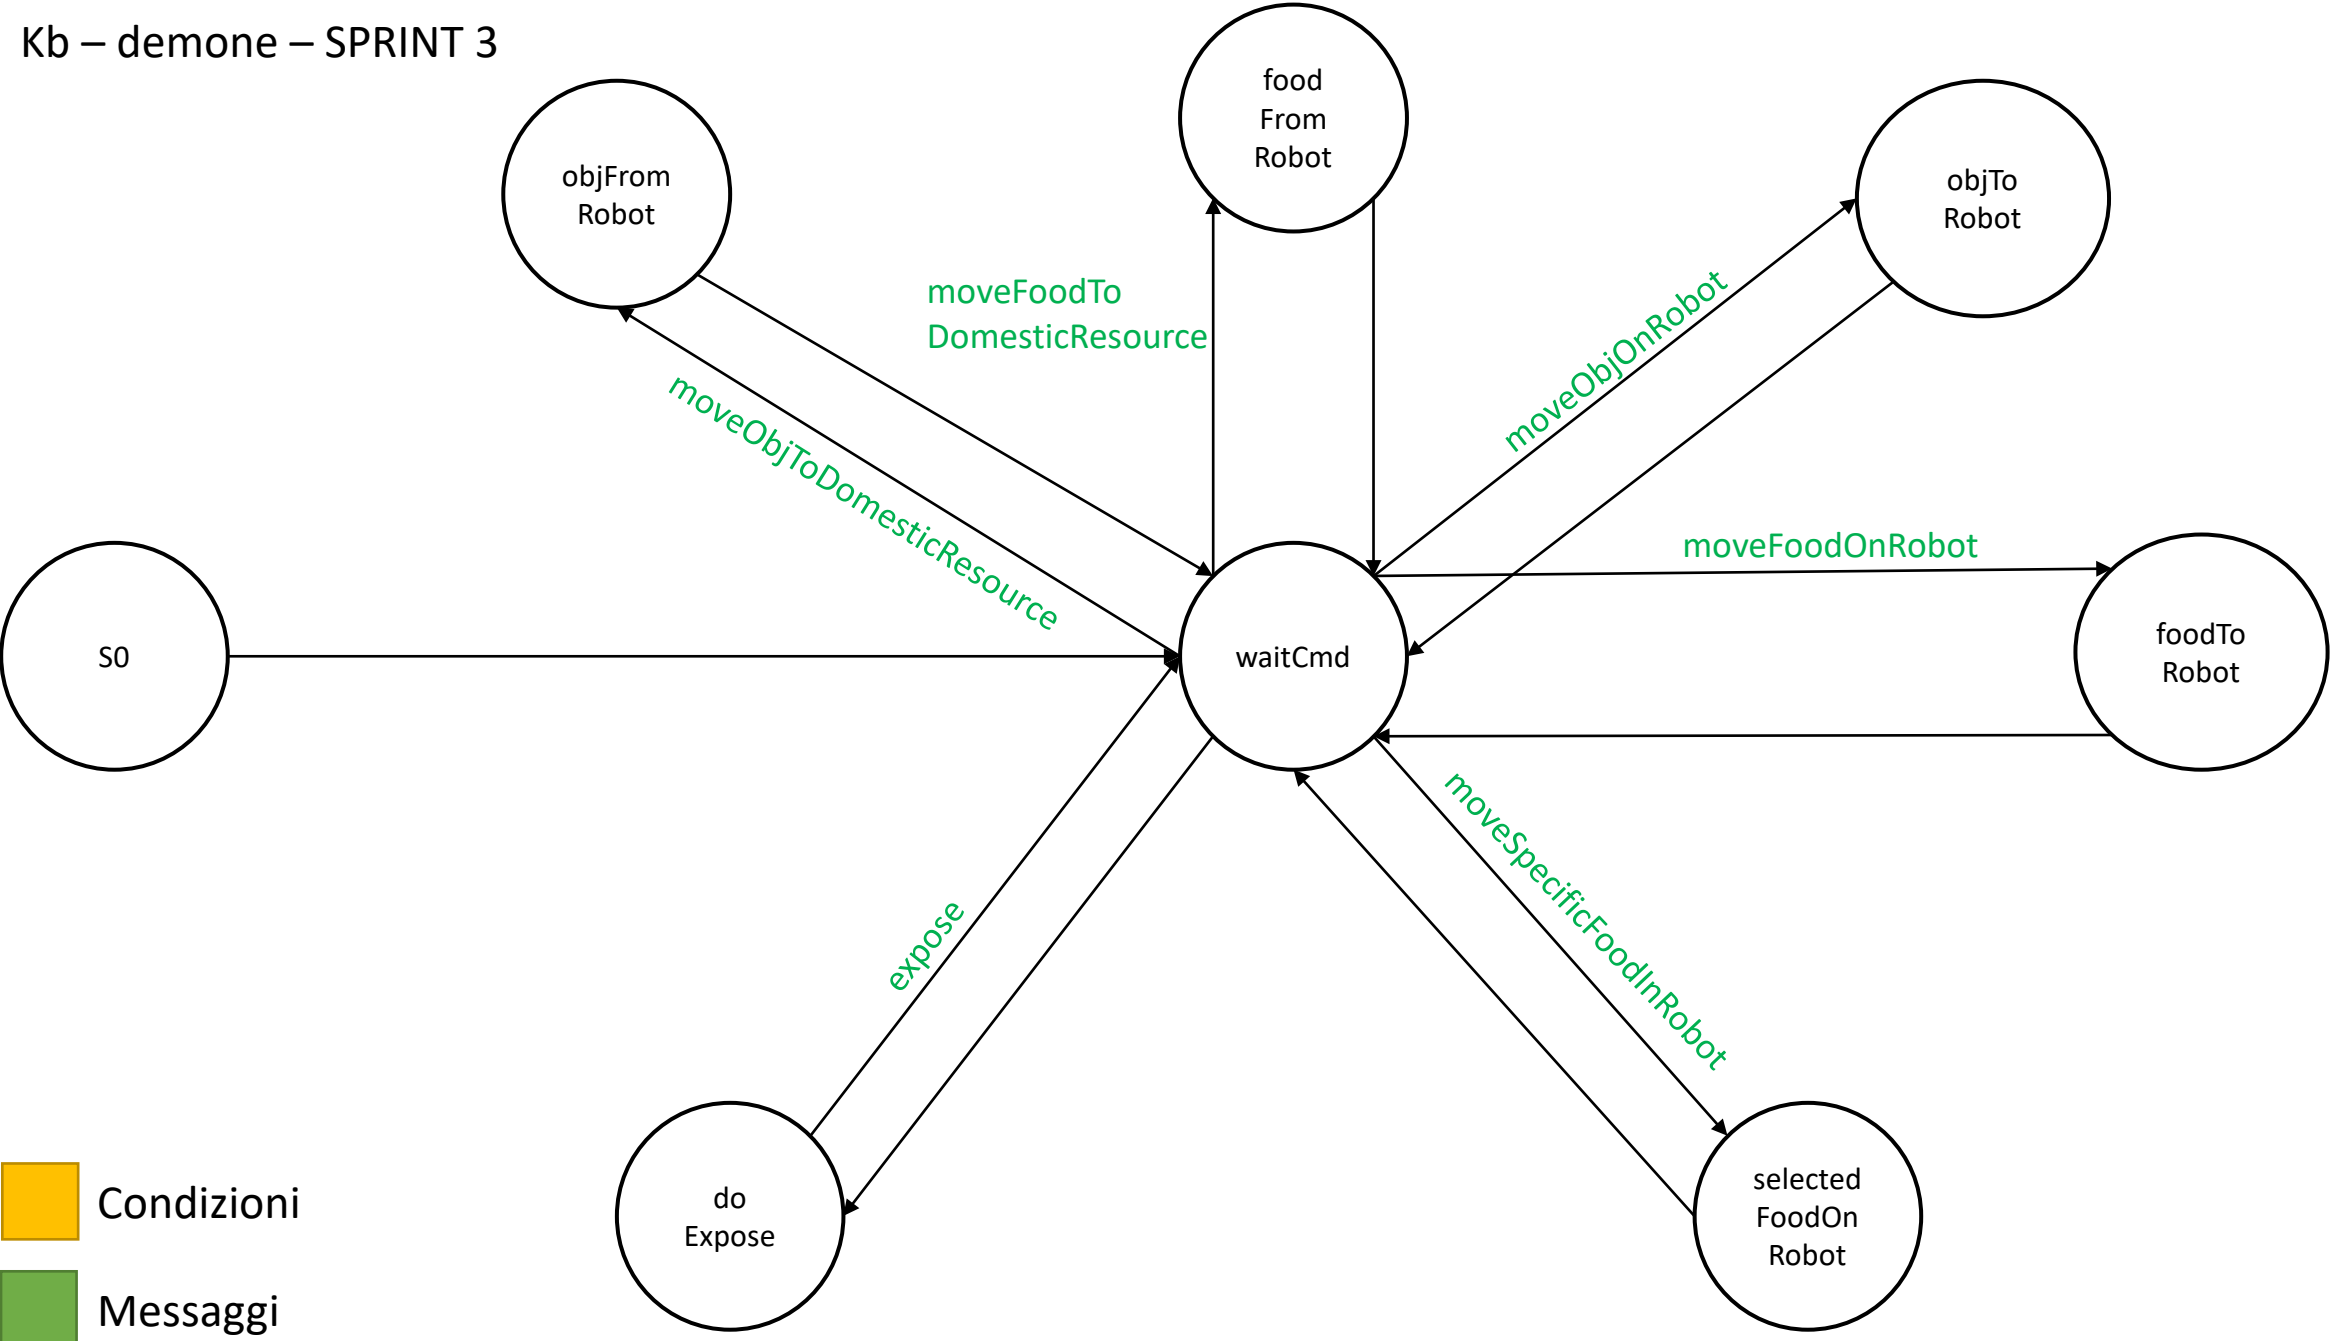 Kb – demone – SPRINT 3
food
From
Robot
objFrom
Robot
objTo
Robot
moveFoodTo
DomesticResource
moveObjOnRobot
moveObjToDomesticResource
moveFoodOnRobot
S0
waitCmd
foodTo
Robot
moveSpecificFoodInRobot
expose
do
Expose
selected
FoodOn
Robot
Condizioni
Messaggi